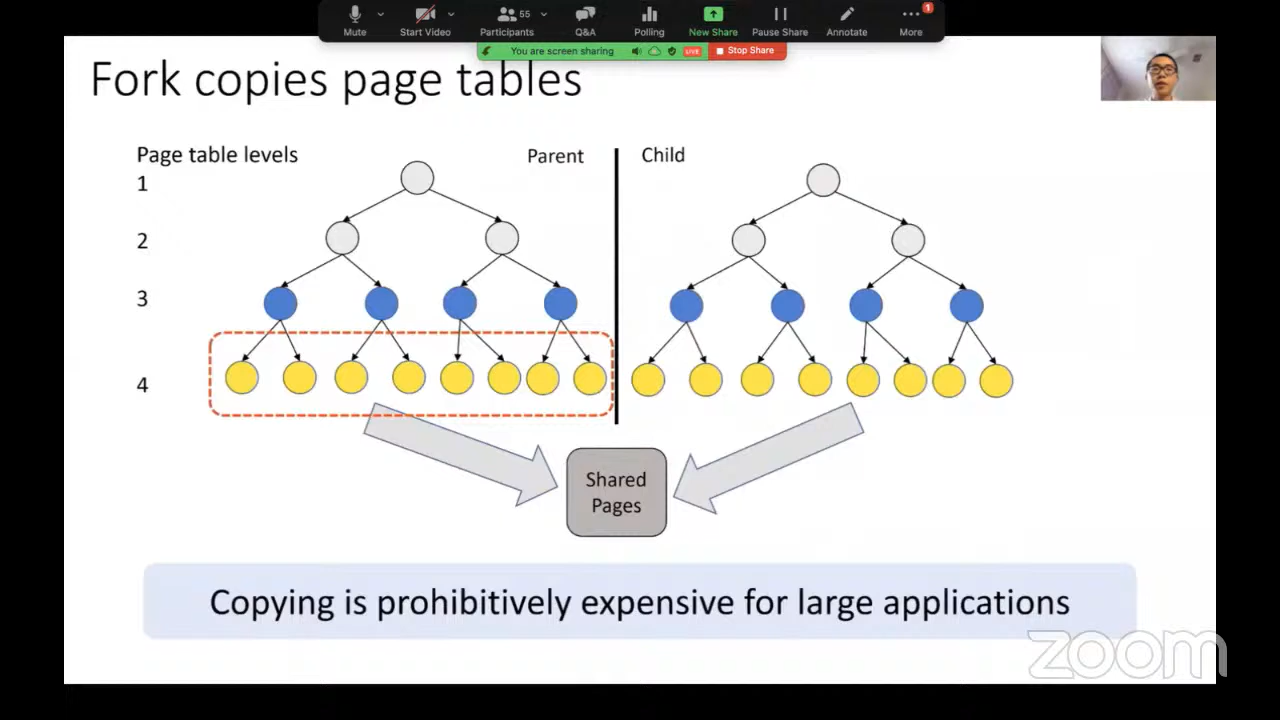 Mute
Start Video
55
Participants
Q&A
Polling
New Share
Pause Share
Annotate
1
More
You are screen sharing
LIVE
Stop Share
Fork copies page tables
Page table levels
Parent
Child
1
2
3
4
Shared
Pages
Copying is prohibitively expensive for large applications
zoom